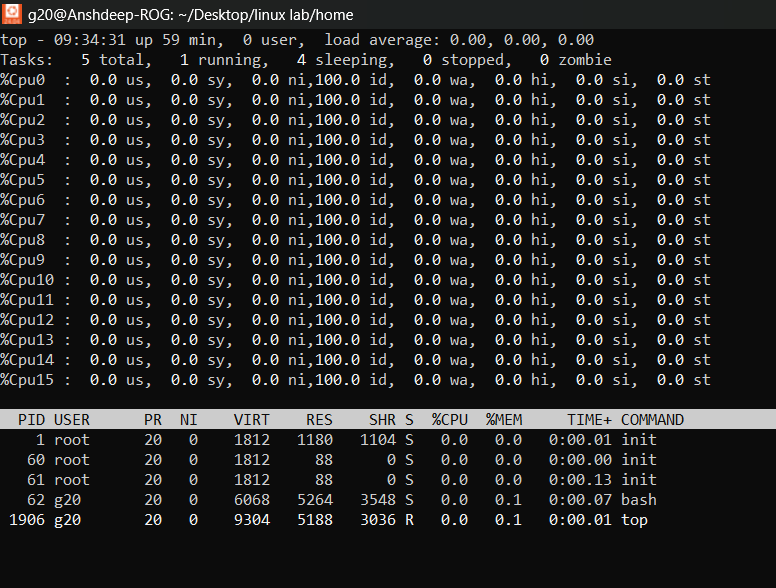 g20@Anshdeep-ROG: ~/Desktop/linux lab/home
top - 09:34:31 up 59 min,  0 user,  load average: 0.00, 0.00, 0.00
Tasks:   5 total,   1 running,   4 sleeping,   0 stopped,   0 zombie
%Cpu0  :  0.0 us,  0.0 sy,  0.0 ni,100.0 id,  0.0 wa,  0.0 hi,  0.0 si,  0.0 st
%Cpu1  :  0.0 us,  0.0 sy,  0.0 ni,100.0 id,  0.0 wa,  0.0 hi,  0.0 si,  0.0 st
%Cpu2  :  0.0 us,  0.0 sy,  0.0 ni,100.0 id,  0.0 wa,  0.0 hi,  0.0 si,  0.0 st
%Cpu3  :  0.0 us,  0.0 sy,  0.0 ni,100.0 id,  0.0 wa,  0.0 hi,  0.0 si,  0.0 st
%Cpu4  :  0.0 us,  0.0 sy,  0.0 ni,100.0 id,  0.0 wa,  0.0 hi,  0.0 si,  0.0 st
%Cpu5  :  0.0 us,  0.0 sy,  0.0 ni,100.0 id,  0.0 wa,  0.0 hi,  0.0 si,  0.0 st
%Cpu6  :  0.0 us,  0.0 sy,  0.0 ni,100.0 id,  0.0 wa,  0.0 hi,  0.0 si,  0.0 st
%Cpu7  :  0.0 us,  0.0 sy,  0.0 ni,100.0 id,  0.0 wa,  0.0 hi,  0.0 si,  0.0 st
%Cpu8  :  0.0 us,  0.0 sy,  0.0 ni,100.0 id,  0.0 wa,  0.0 hi,  0.0 si,  0.0 st
%Cpu9  :  0.0 us,  0.0 sy,  0.0 ni,100.0 id,  0.0 wa,  0.0 hi,  0.0 si,  0.0 st
%Cpu10 :  0.0 us,  0.0 sy,  0.0 ni,100.0 id,  0.0 wa,  0.0 hi,  0.0 si,  0.0 st
%Cpu11 :  0.0 us,  0.0 sy,  0.0 ni,100.0 id,  0.0 wa,  0.0 hi,  0.0 si,  0.0 st
%Cpu12 :  0.0 us,  0.0 sy,  0.0 ni,100.0 id,  0.0 wa,  0.0 hi,  0.0 si,  0.0 st
%Cpu13 :  0.0 us,  0.0 sy,  0.0 ni,100.0 id,  0.0 wa,  0.0 hi,  0.0 si,  0.0 st
%Cpu14 :  0.0 us,  0.0 sy,  0.0 ni,100.0 id,  0.0 wa,  0.0 hi,  0.0 si,  0.0 st
%Cpu15 :  0.0 us,  0.0 sy,  0.0 ni,100.0 id,  0.0 wa,  0.0 hi,  0.0 si,  0.0 st
  PID USER      PR  NI    VIRT    RES    SHR S  %CPU  %MEM     TIME+ COMMAND
    1 root      20   0    1812   1180   1104 S   0.0   0.0   0:00.01 init
   60 root      20   0    1812     88      0 S   0.0   0.0   0:00.00 init
   61 root      20   0    1812     88      0 S   0.0   0.0   0:00.13 init
   62 g20       20   0    6068   5264   3548 S   0.0   0.1   0:00.07 bash
 1906 g20       20   0    9304   5188   3036 R   0.0   0.1   0:00.01 top